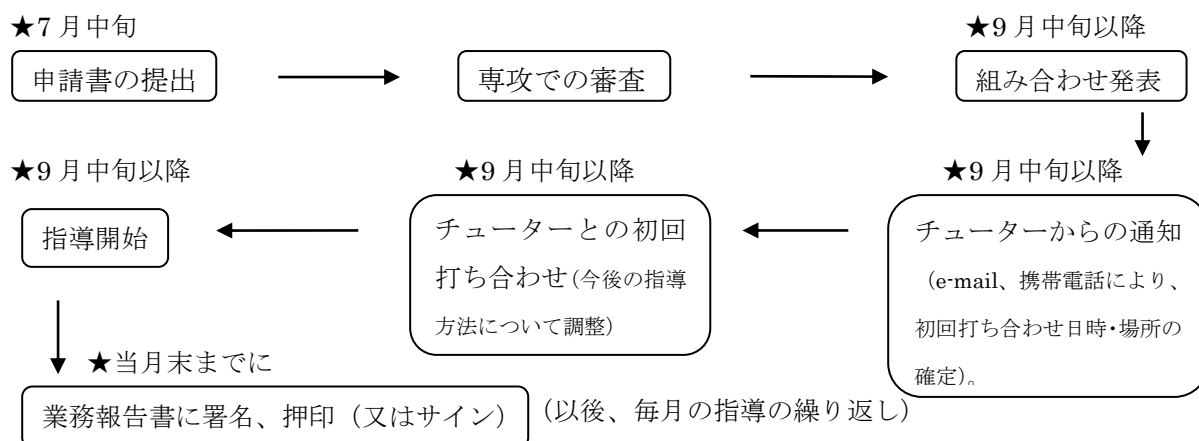 ★7月中旬
★9月中旬以降
申請書の提出
専攻での審査
組み合わせ発表
★9月中旬以降
★9月中旬以降
★9月中旬以降
指導開始
チューターとの初回
打ち合わせ(今後の指導
方法について調整)
チューターからの通知
(e-mail、携帯電話により、
初回打ち合わせ日時・場所の
確定)。
★当月末までに
業務報告書に署名、押印(又はサイン)
(以後、毎月の指導の繰り返し)